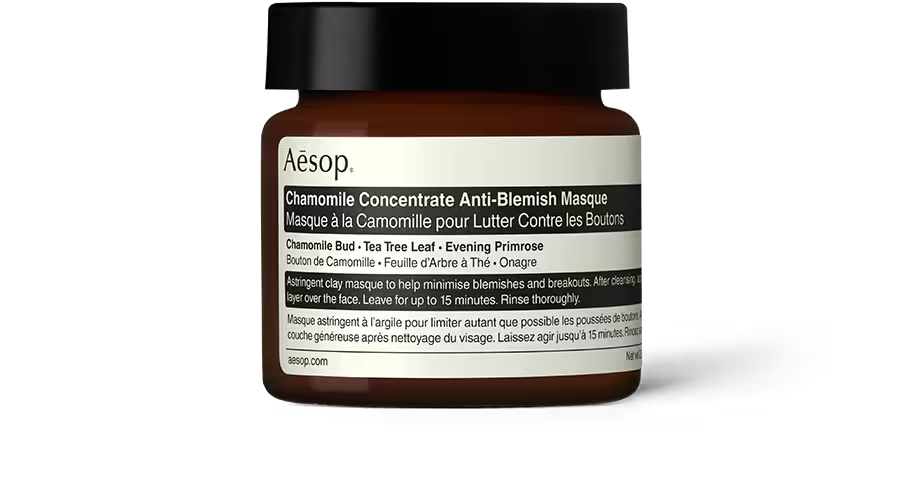 Aēsop®
Chamomile Concentrate Anti-Blemish Masque
Masque à la Camomille pour Lutter Contre les Boutons
Chamomile Bud • Tea Tree Leaf • Evening Primrose
Bouton de Camomille • Feuille d’Arbre à Thé • Onagre
Astringent clay masque to help minimise blemishes and breakouts. After cleansing,
layer over the face. Leave for up to 15 minutes. Rinse thoroughly.
Masque astringent à l’argile pour limiter autant que possible les poussées de boutons.
couche généreuse après nettoyage du visage. Laissez agir jusqu’à 15 minutes. Rincez
aesop.com
Net